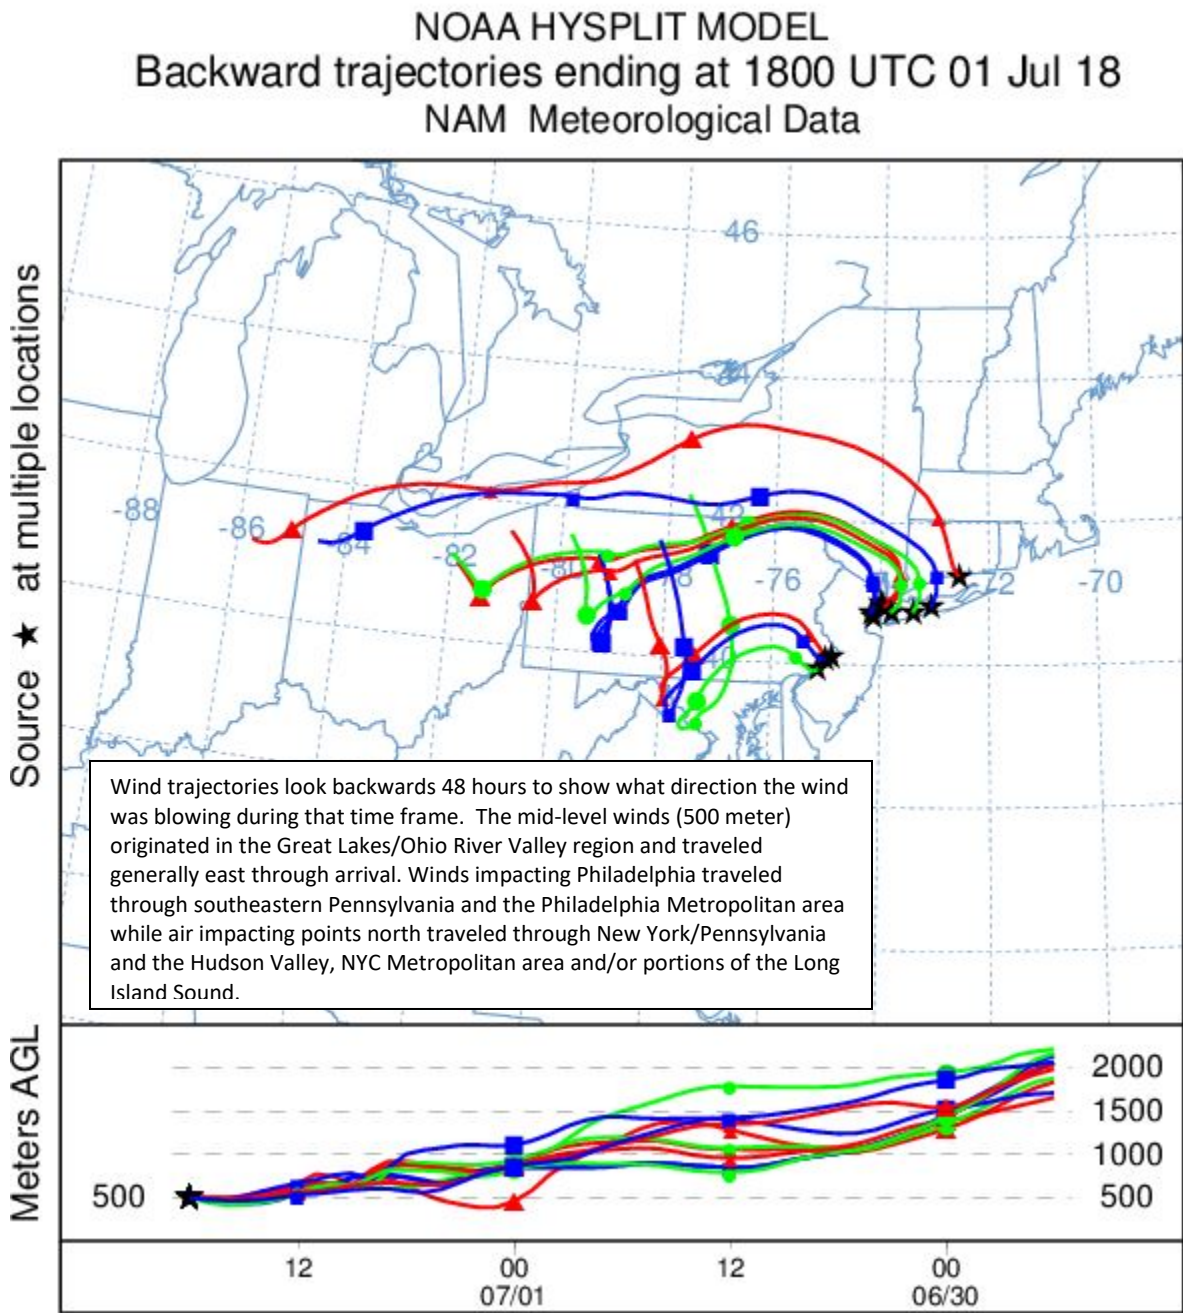 NOAA HYSPLIT MODEL
Backward trajectories ending at 1800 UTC 01 Jul 18
NAM Meteorological Data
Source ★ at multiple locations
46
44
42
-88
-86
-84
-82
-80
-78
-76
-72
-70
40
Wind trajectories look backwards 48 hours to show what direction the wind
was blowing during that time frame.  The mid-level winds (500 meter)
originated in the Great Lakes/Ohio River Valley region and traveled
generally east through arrival. Winds impacting Philadelphia traveled
through southeastern Pennsylvania and the Philadelphia Metropolitan area
while air impacting points north traveled through New York/Pennsylvania
and the Hudson Valley, NYC Metropolitan area and/or portions of the Long
Island Sound.
Meters AGL
500
2000
1500
1000
500
12
00
12
00
07/01
06/30